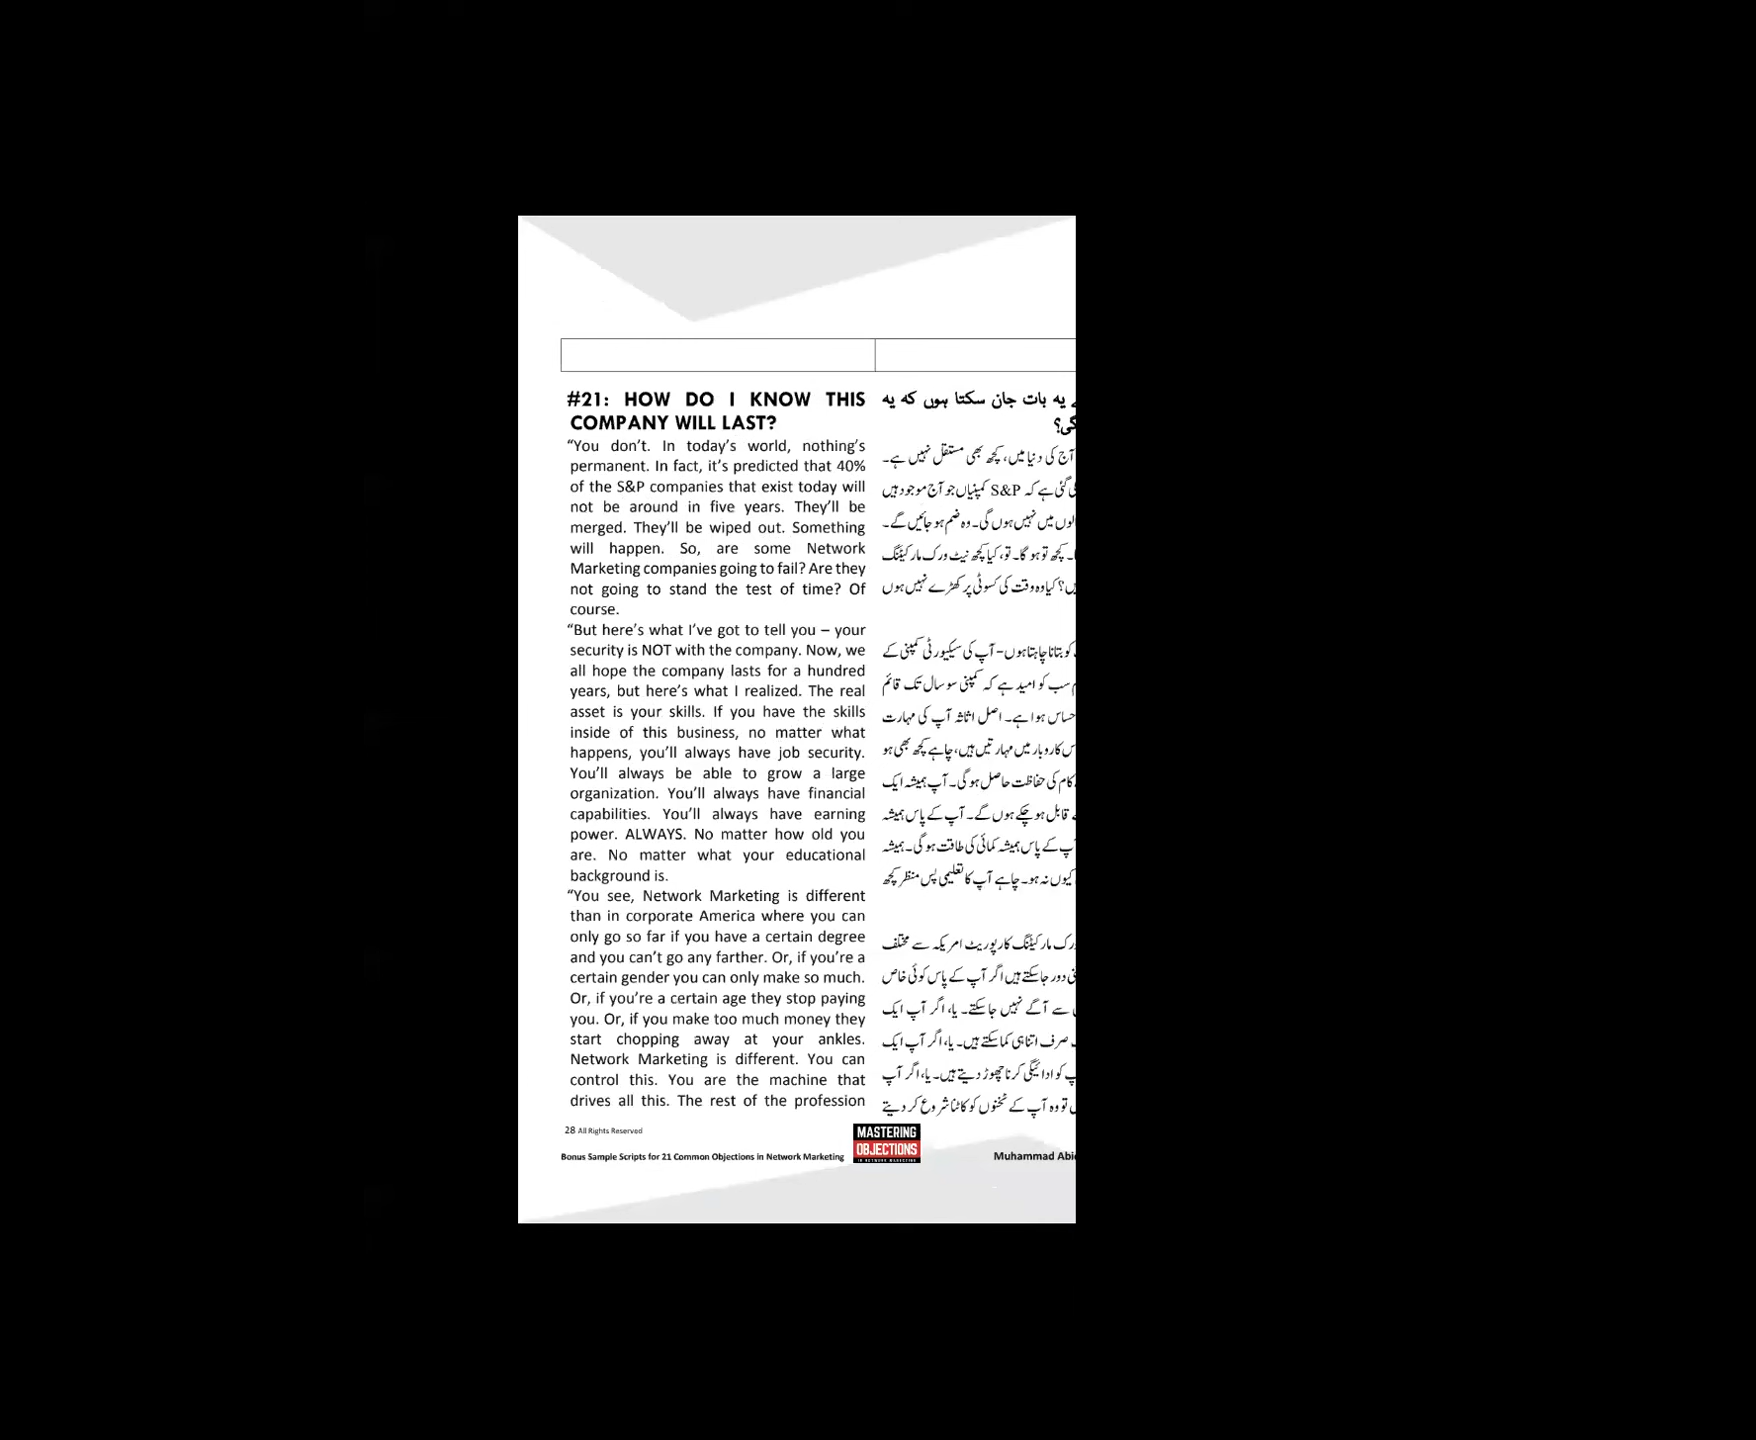 #21: HOW DO I KNOW THIS
COMPANY WILL LAST?
“You don’t. In today’s world, nothing’s
permanent. In fact, it’s predicted that 40%
of the S&P companies that exist today will
not be around in five years. They’ll be
merged. They’ll be wiped out. Something
will happen. So, are some Network
Marketing companies going to fail? Are they
not going to stand the test of time? Of
course.
“But here’s what I’ve got to tell you – your
security is NOT with the company. Now, we
all hope the company lasts for a hundred
years, but here’s what I realized. The real
asset is your skills. If you have the skills
inside of this business, no matter what
happens, you’ll always have job security.
You’ll always be able to grow a large
organization. You’ll always have financial
capabilities. You’ll always have earning
power. ALWAYS. No matter how old you
are. No matter what your educational
background is.
“You see, Network Marketing is different
than in corporate America where you can
only go so far if you have a certain degree
and you can’t go any farther. Or, if you’re a
certain gender you can only make so much.
Or, if you’re a certain age they stop paying
you. Or, if you make too much money they
start chopping away at your ankles.
Network Marketing is different. You can
control this. You are the machine that
drives all this. The rest of the profession
یہ بات جان سکتا ہوں کہ یہ
گی؟
آج کی دنیا میں، کچھ بھی مستقل نہیں ہے۔
گئی ہے کہ S&P کمپنیاں جو آج موجود ہیں
میں نہیں ہوں گی۔ وہ ضم ہو جائیں گے۔
کچھ تو ہو گا۔ تو، کیا کچھ نیٹ ورک مارکیٹنگ
کیا وہ وقت کی کسوٹی پر کھڑے نہیں ہوں
کو بتانا چاہتا ہوں – آپ کی سیکیورٹی کمپنی کے
سب کو امید ہے کہ کمپنی سو سال تک قائم
ہوا ہے۔ اصل اثاثہ آپ کی مہارت
کاروبار میں مہارتیں ہیں، چاہے کچھ بھی ہو
کام کی حفاظت حاصل ہو گی۔ آپ ہمیشہ ایک
قابل ہو چکے ہوں گے۔ آپ کے پاس ہمیشہ
کے پاس ہمیشہ کمائی کی طاقت ہو گی۔ ہمیشہ
کیوں نہ ہو۔ چاہے آپ کا تعلیمی پس منظر کچھ
مارکیٹنگ کارپوریٹ امریکہ سے مختلف
دور جا سکتے ہیں اگر آپ کے پاس کوئی خاص
سے آگے نہیں جا سکتے۔ یا، اگر آپ ایک
صرف اتنا ہی کما سکتے ہیں۔ یا، اگر آپ ایک
کو ادائیگی کرنا چھوڑ دیتے ہیں۔ یا، اگر آپ
تو وہ آپ کے ٹخنوں کو کاٹنا شروع کر دیتے
28 All Rights Reserved
Bonus Sample Scripts for 21 Common Objections in Network Marketing
MASTERING
OBJECTIONS
IN NETWORK MARKETING
Muhammad